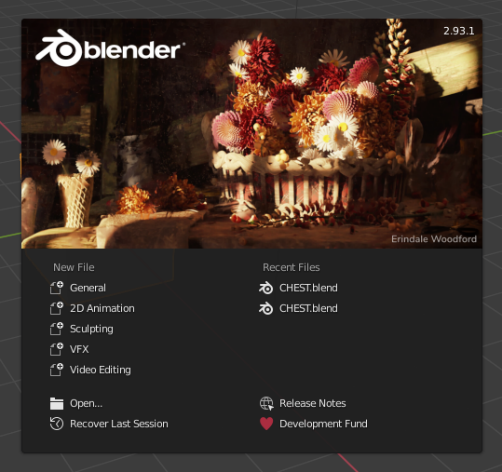 blender
2.93.1
Erindale Woodford
New File
General
2D Animation
Sculpting
VFX
Video Editing
Open...
Recover Last Session
Recent Files
CHEST.blend
CHEST.blend
Release Notes
Development Fund